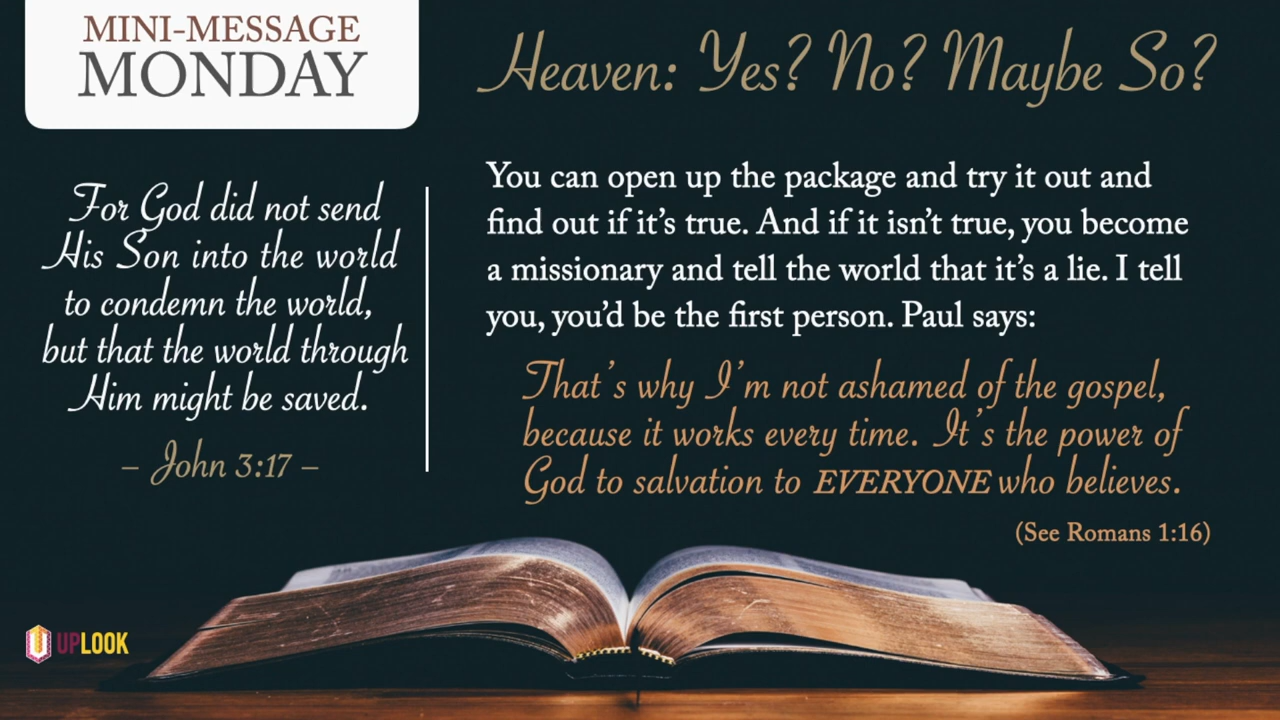 MINI-MESSAGE
MONDAY
Heaven: Yes? No? Maybe So?
For God did not send
His Son into the world
to condemn the world,
but that the world through
Him might be saved.
– John 3:17 –
You can open up the package and try it out and
find out if it’s true. And if it isn’t true, you become
a missionary and tell the world that it’s a lie. I tell
you, you’d be the first person. Paul says:
That’s why I’m not ashamed of the gospel,
because it works every time. It’s the power of
God to salvation to EVERYONE who believes.
(See Romans 1:16)
UPLOOK